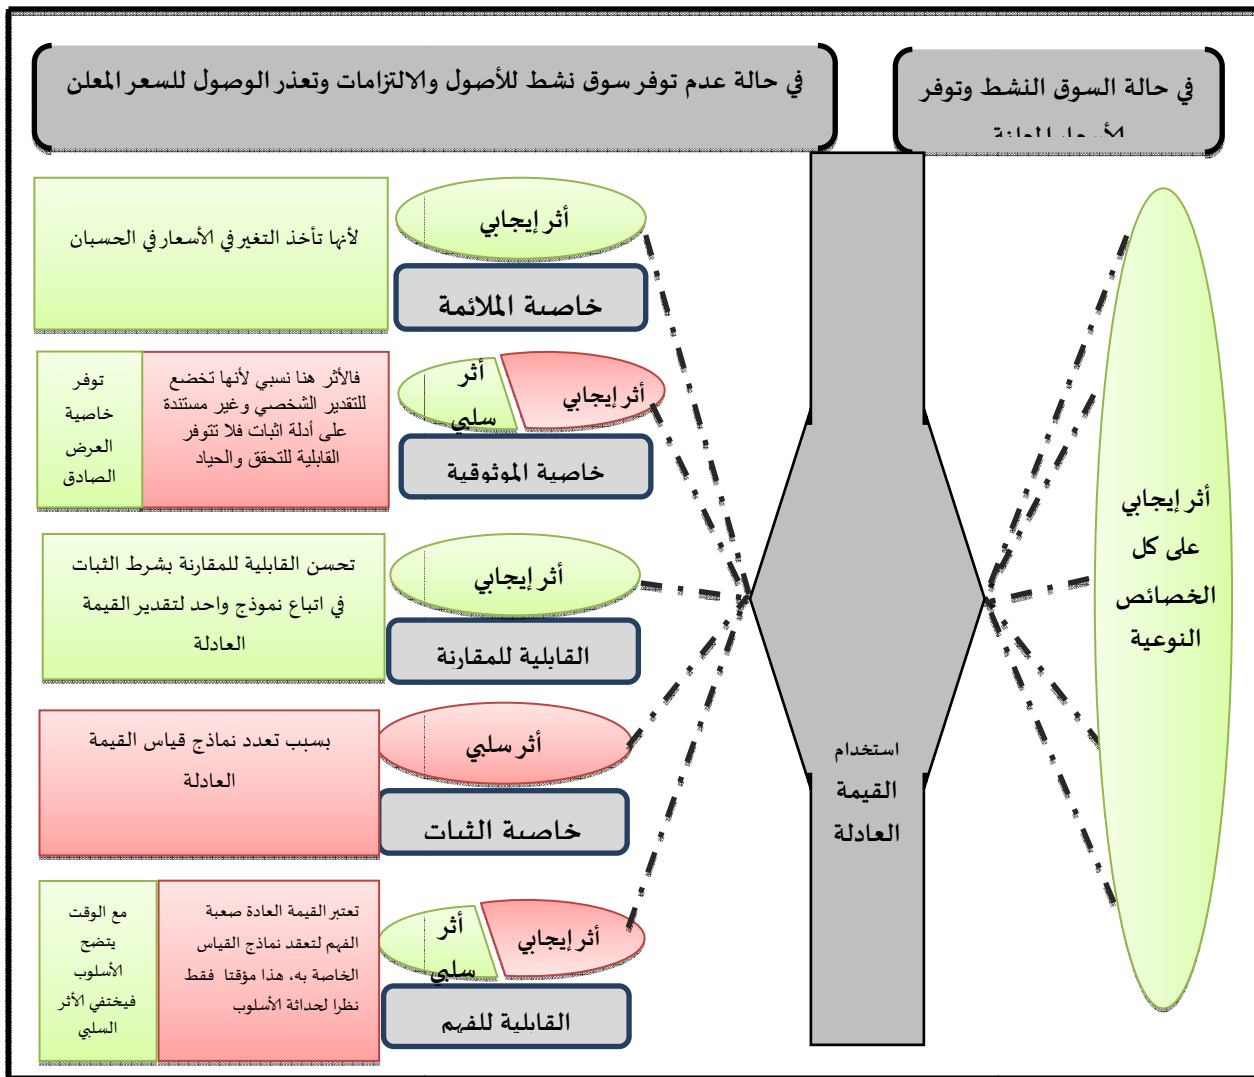 في حالة السوق النشط وتوفر
الأسعار المعلنة
في حالة عدم توفر سوق نشط للأصول والالتزامات وتعذر الوصول للسعر المعلن
أثر إيجابي
على كل
الخصائص
النوعية
استخدام
القيمة
العادلة
أثر إيجابي
خاصية الملائمة
لأنها تأخذ التغير في الأسعار في الحسبان
أثر إيجابي
أثر
سلبي
خاصية الموثوقية
فالأثر هنا نسبي لأنها تخضع
للتقدير الشخصي وغير مستندة
على أدلة اثبات فلا تتوفر
القابلية للتحقق والحياد
توفر
خاصية
العرض
الصادق
أثر إيجابي
القابلية للمقارنة
تحسن القابلية للمقارنة بشرط الثبات
في اتباع نموذج واحد لتقدير القيمة
العادلة
أثر سلبي
خاصية الثبات
بسبب تعدد نماذج قياس القيمة
العادلة
أثر إيجابي
أثر
سلبي
القابلية للفهم
تعتبر القيمة العادة صعبة
الفهم لتعقد نماذج القياس
الخاصة به، هذا مؤقتا فقط
نظرا لحداثة الأسلوب
مع الوقت
يتضح
الأسلوب
فيختفي الأثر
السلبي